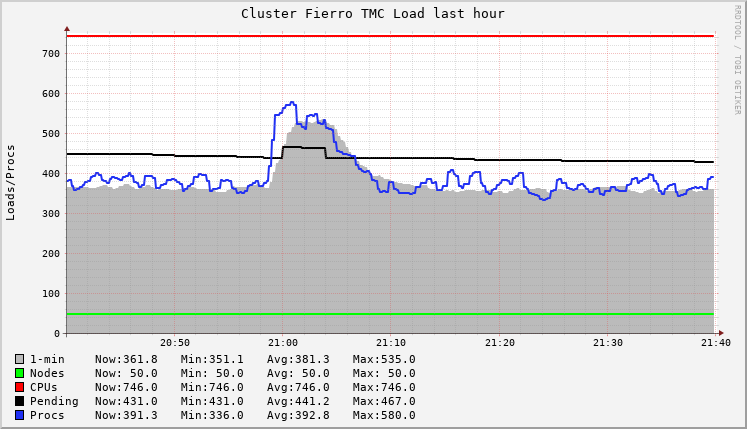 Cluster Fierro TMC Load last hour
RRDTOOL / TOBI OETIKER
Loads/Procs
700
600
500
400
300
200
100
0
20:50 21:00 21:10 21:20 21:30 21:40
1-min Now:361.8 Min:351.1 Avg:381.3 Max:535.0
Nodes Now: 50.0 Min: 50.0 Avg: 50.0 Max: 50.0
CPUs Now:746.0 Min:746.0 Avg:746.0 Max:746.0
Pending Now:431.0 Min:431.0 Avg:441.2 Max:467.0
Procs Now:391.3 Min:336.0 Avg:392.8 Max:580.0